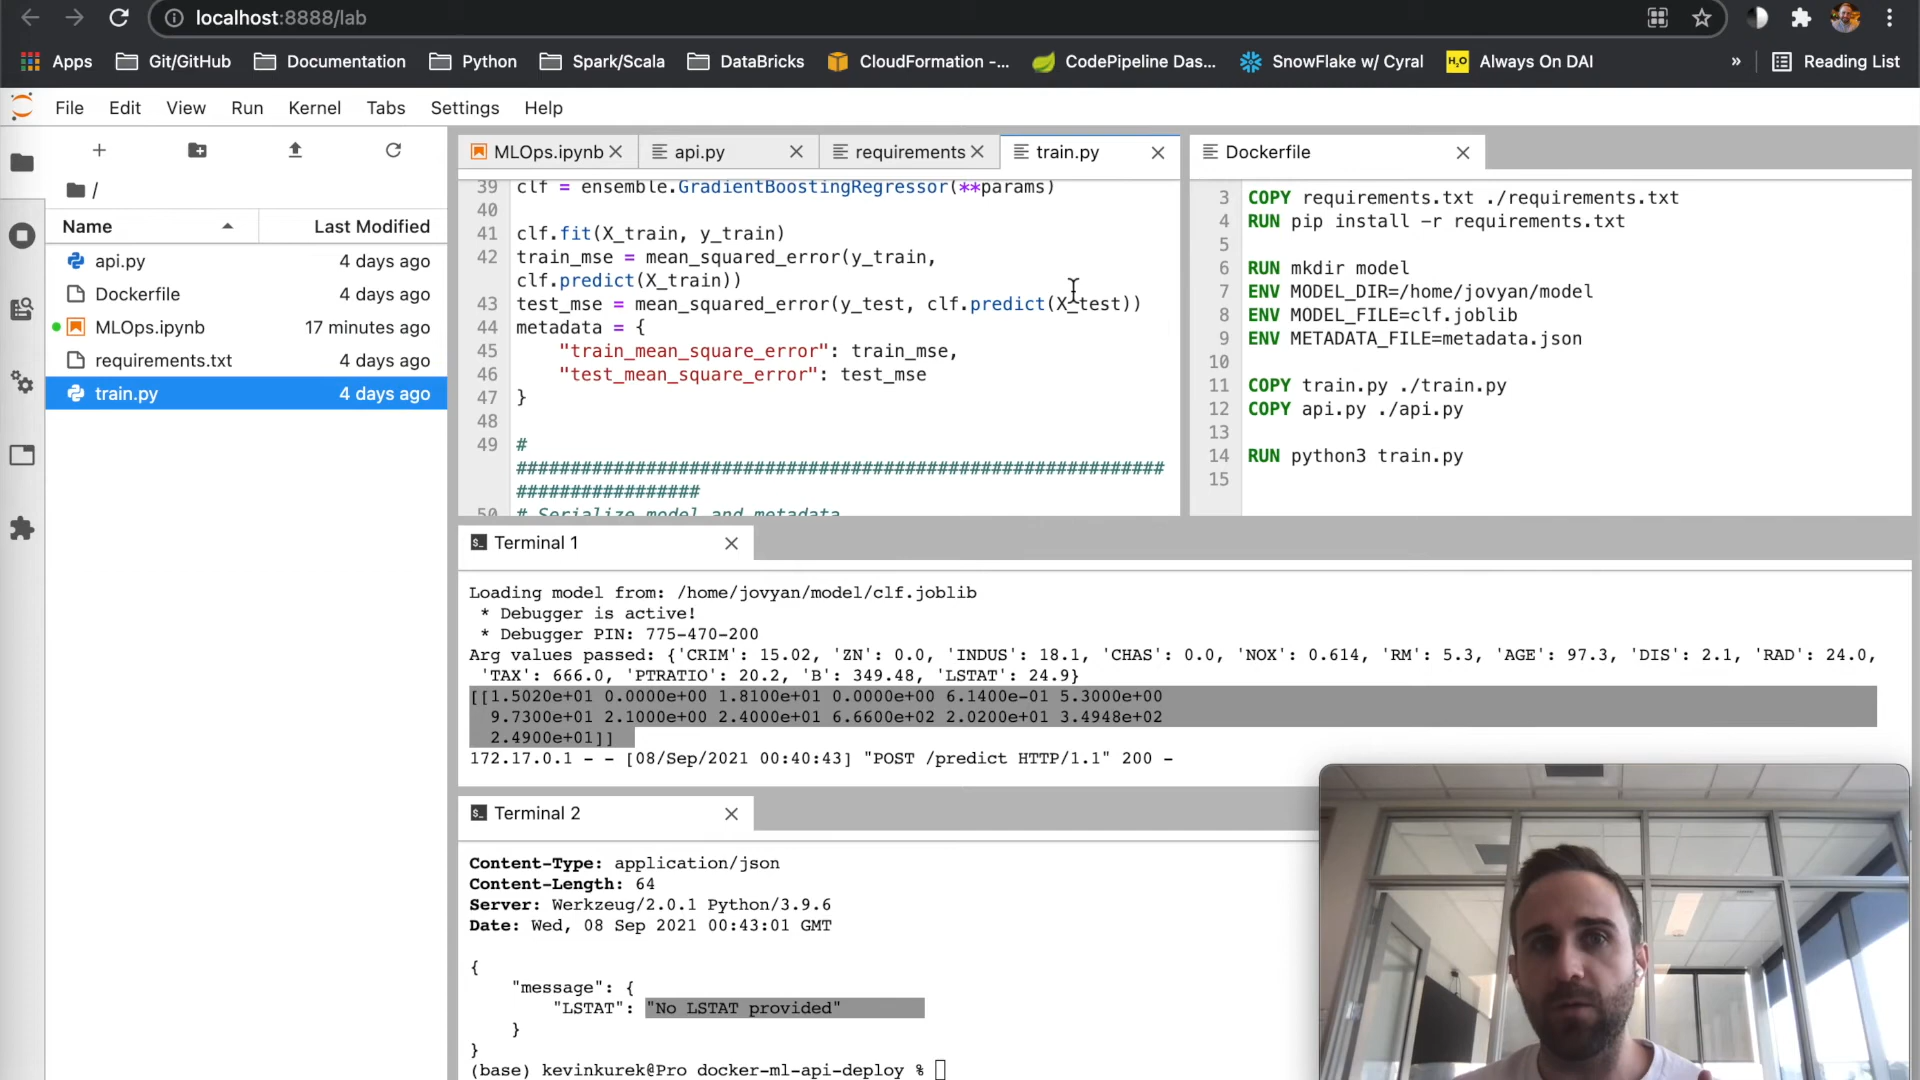 localhost:8888/lab
Apps Git/GitHub Documentation Python Spark/Scala DataBricks CloudFormation -... CodePipeline Das... SnowFlake w/ Cyral H2O Always On DAI » Reading List
File Edit View Run Kernel Tabs Settings Help
/
Name Last Modified
api.py 4 days ago
Dockerfile 4 days ago
MLOps.ipynb 17 minutes ago
requirements.txt 4 days ago
train.py 4 days ago
MLOps.ipynb api.py requirements train.py
39 clf = ensemble.GradientBoostingRegressor(**params)
40
41 clf.fit(X_train, y_train)
42 train_mse = mean_squared_error(y_train,
clf.predict(X_train))
43 test_mse = mean_squared_error(y_test, clf.predict(X_test))
44 metadata = {
45 "train_mean_square_error": train_mse,
46 "test_mean_square_error": test_mse
47 }
48
49 #
############################################################
#################
50 # Serialize model and metadata
Dockerfile
3 COPY requirements.txt ./requirements.txt
4 RUN pip install -r requirements.txt
5
6 RUN mkdir model
7 ENV MODEL_DIR=/home/jovyan/model
8 ENV MODEL_FILE=clf.joblib
9 ENV METADATA_FILE=metadata.json
10
11 COPY train.py ./train.py
12 COPY api.py ./api.py
13
14 RUN python3 train.py
15
Terminal 1
Loading model from: /home/jovyan/model/clf.joblib
* Debugger is active!
* Debugger PIN: 775-470-200
Arg values passed: {'CRIM': 15.02, 'ZN': 0.0, 'INDUS': 18.1, 'CHAS': 0.0, 'NOX': 0.614, 'RM': 5.3, 'AGE': 97.3, 'DIS': 2.1, 'RAD': 24.0,
'TAX': 666.0, 'PTRATIO': 20.2, 'B': 349.48, 'LSTAT': 24.9}
[[1.5020e+01 0.0000e+00 1.8100e+01 0.0000e+00 6.1400e-01 5.3000e+00
9.7300e+01 2.1000e+00 2.4000e+01 6.6600e+02 2.0200e+01 3.4948e+02
2.4900e+01]]
172.17.0.1 - - [08/Sep/2021 00:40:43] "POST /predict HTTP/1.1" 200 -
Terminal 2
Content-Type: application/json
Content-Length: 64
Server: Werkzeug/2.0.1 Python/3.9.6
Date: Wed, 08 Sep 2021 00:43:01 GMT
{
"message": {
"LSTAT": "No LSTAT provided"
}
}
(base) kevinkurek@Pro docker-ml-api-deploy %